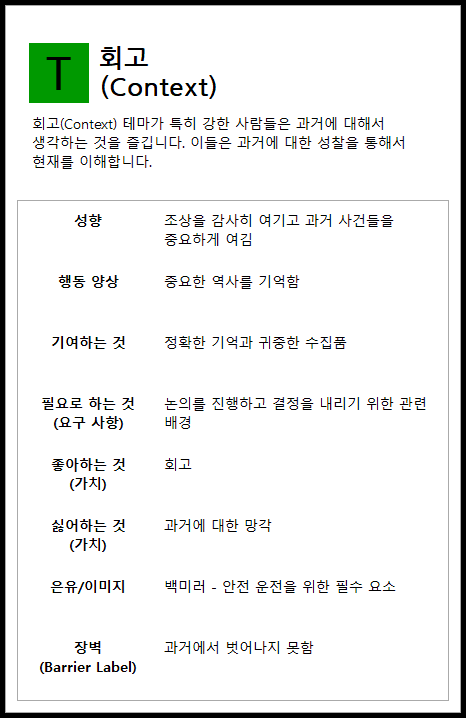 T
회고
(Context)
회고(Context) 테마가 특히 강한 사람들은 과거에 대해서
생각하는 것을 즐깁니다. 이들은 과거에 대한 성찰을 통해서
현재를 이해합니다.
성향
조상을 감사히 여기고 과거 사건들을
중요하게 여김
행동 양상
중요한 역사를 기억함
기여하는 것
정확한 기억과 귀중한 수집품
필요로 하는 것
(요구 사항)
논의를 진행하고 결정을 내리기 위한 관련
배경
좋아하는 것
(가치)
회고
싫어하는 것
(가치)
과거에 대한 망각
은유/이미지
백미러 - 안전 운전을 위한 필수 요소
장벽
(Barrier Label)
과거에서 벗어나지 못함